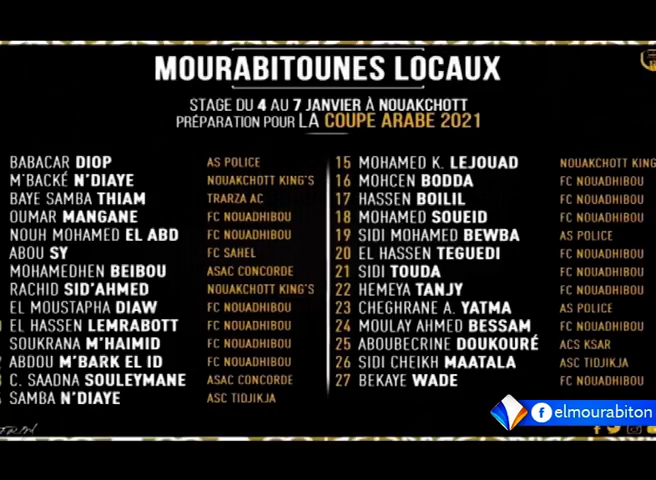 MOURABITOUNES LOCAUX
STAGE DU 4 AU 7 JANVIER À NOUAKCHOTT
PRÉPARATION POUR LA COUPE ARABE 2021
BABACAR DIOP AS POLICE
M'BACKÉ N'DIAYE NOUAKCHOTT KING'S
BAYE SAMBA THIAM TRARZA AC
OUMAR MANGANE FC NOUADHIBOU
NOUH MOHAMED EL ABD FC NOUADHIBOU
ABOU SY FC SAHEL
MOHAMEDHEN BEIBOU ASAC CONCORDE
RACHID SID'AHMED NOUAKCHOTT KING'S
EL MOUSTAPHA DIAW FC NOUADHIBOU
EL HASSEN LEMRABOTT FC NOUADHIBOU
SOUKRANA M'HAIMID FC NOUADHIBOU
ABDOU M'BARK EL ID FC NOUADHIBOU
C. SAADNA SOULEYMANE ASAC CONCORDE
SAMBA N'DIAYE ASC TIDJIKJA
15 MOHAMED K. LEJOUAD NOUAKCHOTT KING
16 MOHCEN BODDA FC NOUADHIBOU
17 HASSEN BOILIL FC NOUADHIBOU
18 MOHAMED SOUEID FC NOUADHIBOU
19 SIDI MOHAMED BEWBA AS POLICE
20 EL HASSEN TEGUEDI FC NOUADHIBOU
21 SIDI TOUDA FC NOUADHIBOU
22 HEMEYA TANJY FC NOUADHIBOU
23 CHEGHRANE A. YATMA AS POLICE
24 MOULAY AHMED BESSAM FC NOUADHIBOU
25 ABOUBECRINE DOUKOURÉ ACS KSAR
26 SIDI CHEIKH MAATALA ASC TIDJIKJA
27 BEKAYE WADE FC NOUADHIBOU
elmourabiton